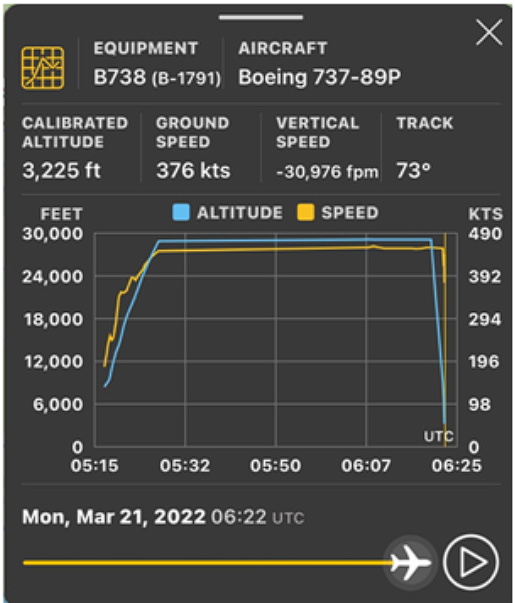 EQUIPMENT AIRCRAFT
B738 (B-1791) Boeing 737-89P
CALIBRATED ALTITUDE GROUND SPEED VERTICAL SPEED TRACK
3,225 ft 376 kts -30,976 fpm 73°
FEET ALTITUDE SPEED KTS
30,000 490
24,000 392
18,000 294
12,000 196
6,000 98
UTC
0 0
05:15 05:32 05:50 06:07 06:25
Mon, Mar 21, 2022 06:22 UTC